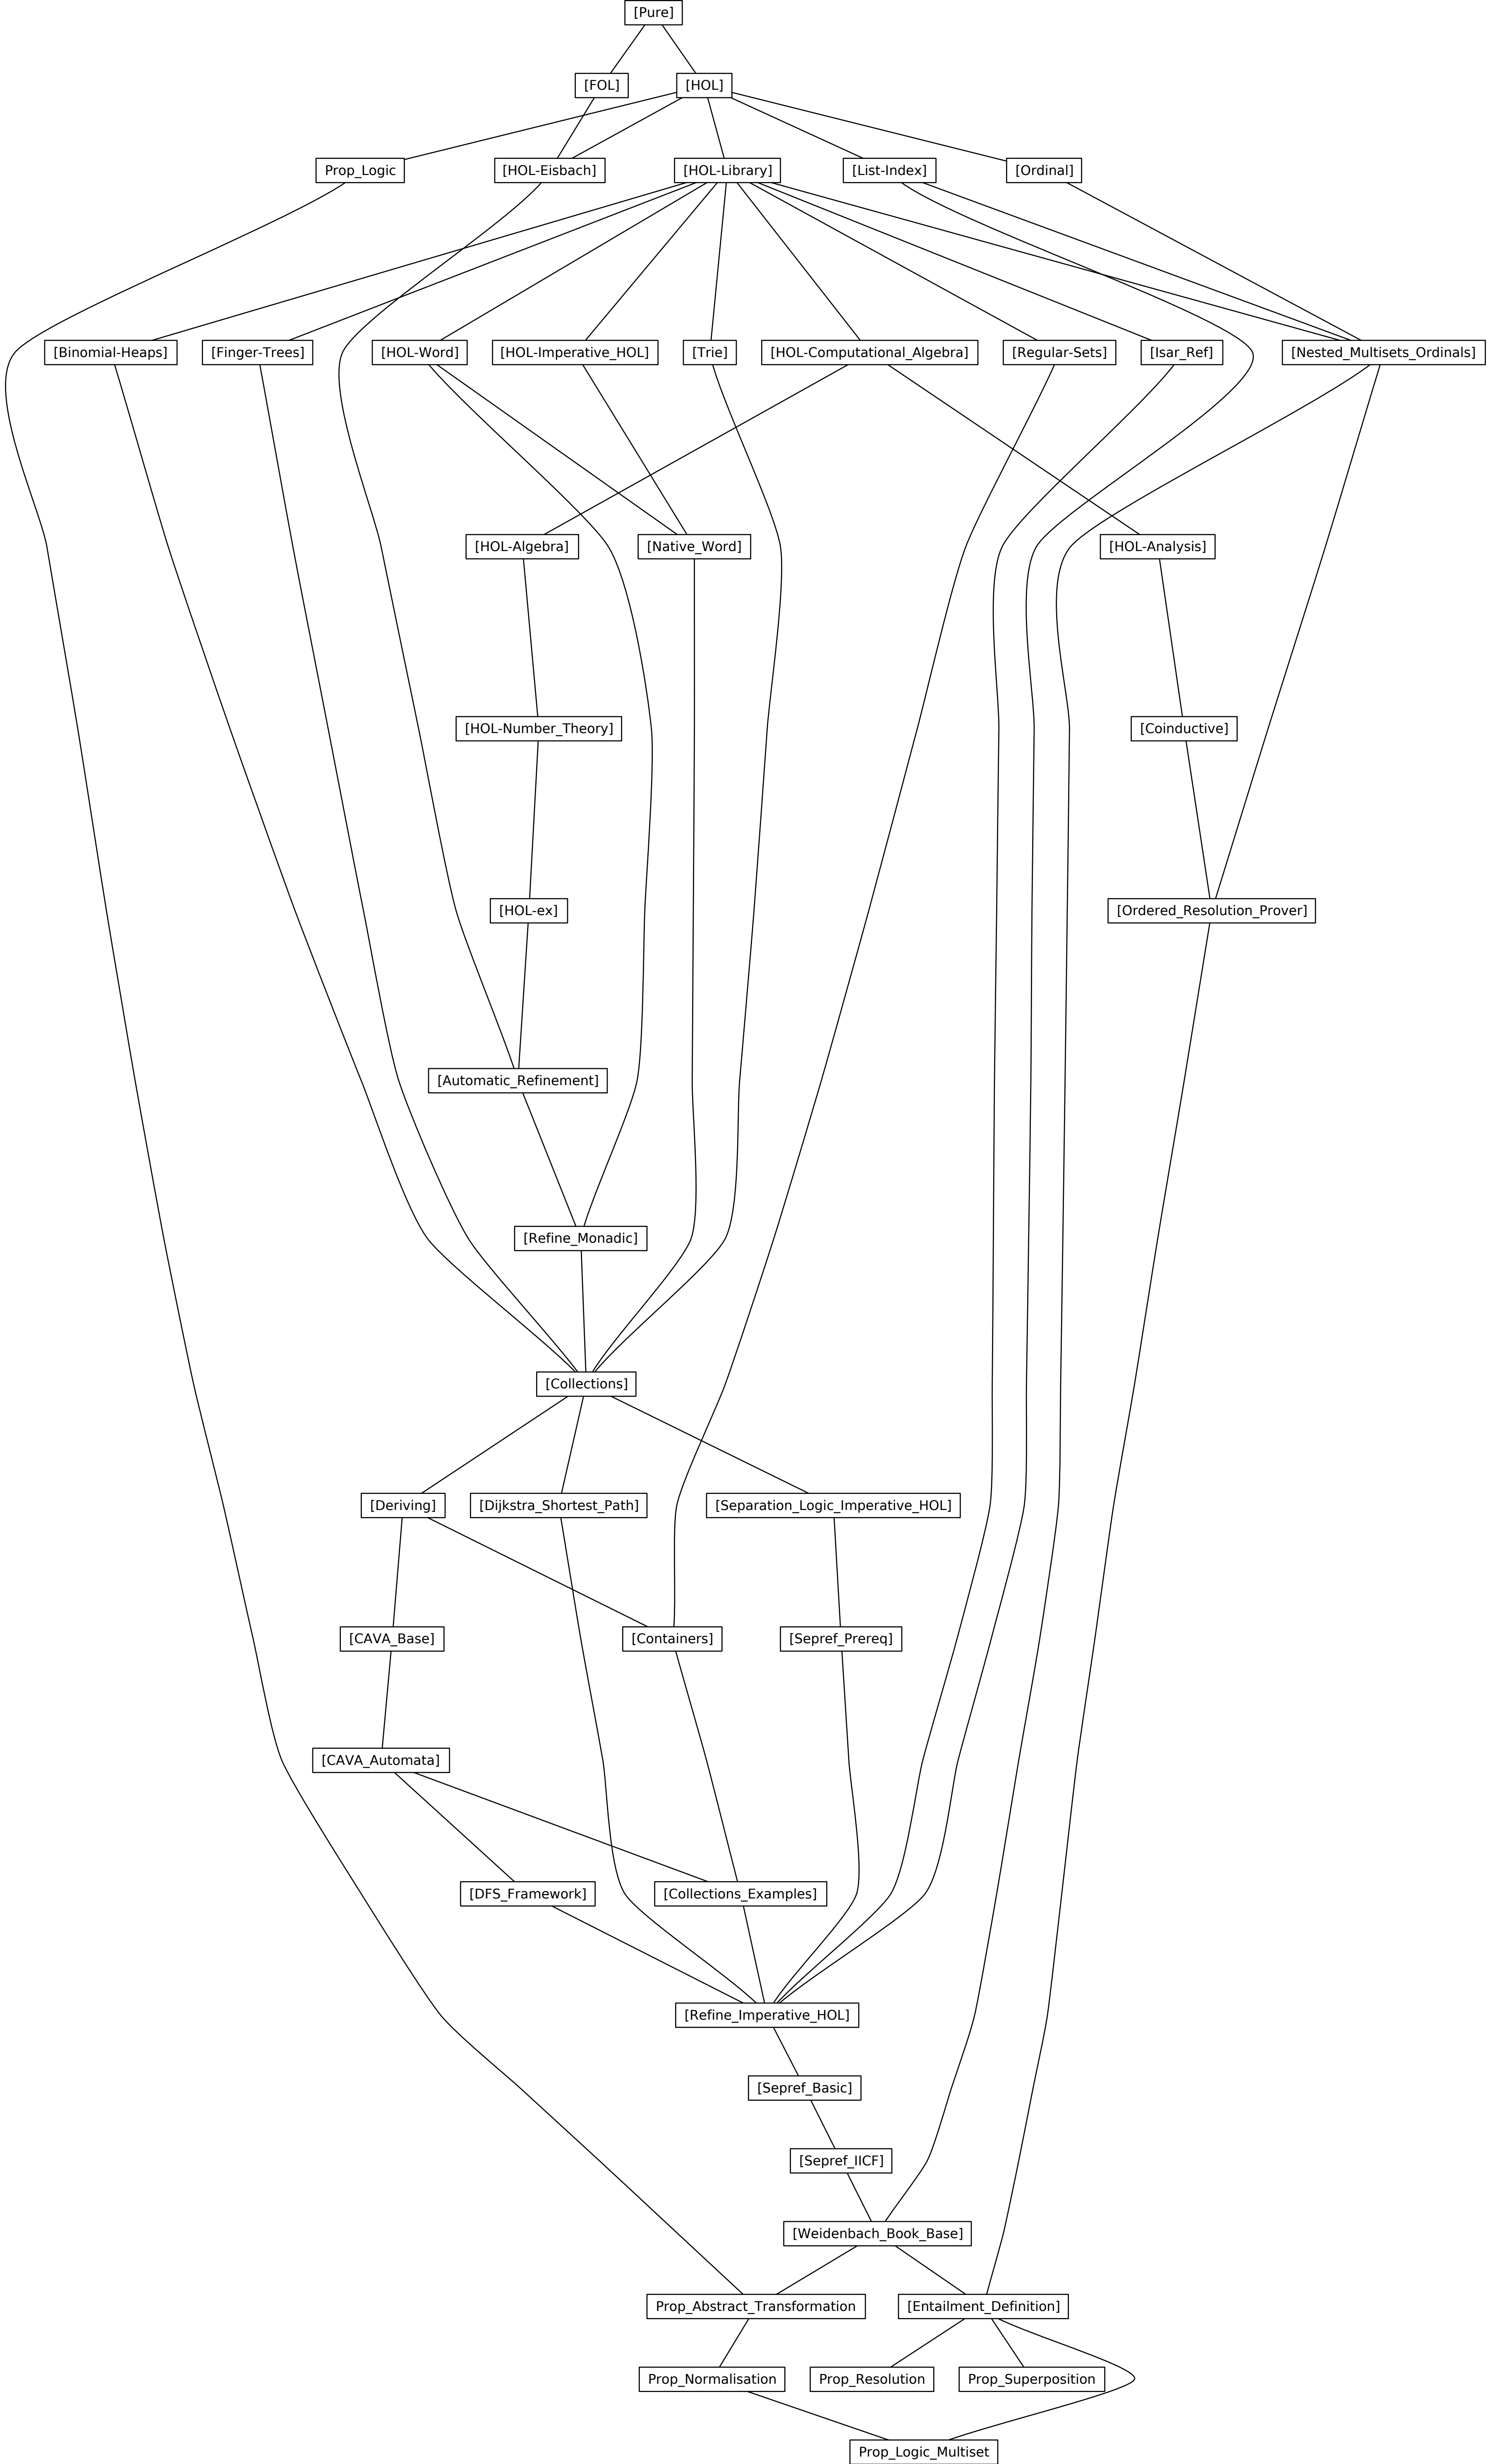 [Pure]
[FOL]
[HOL]
Prop_Logic
[HOL-Eisbach]
[HOL-Library]
[List-Index]
[Ordinal]
[Binomial-Heaps]
[Finger-Trees]
[HOL-Word]
[HOL-Imperative_HOL]
[Trie]
[HOL-Computational_Algebra]
[Regular-Sets]
[Isar_Ref]
[Nested_Multisets_Ordinals]
[HOL-Algebra]
[Native_Word]
[HOL-Analysis]
[HOL-Number_Theory]
[Coinductive]
[HOL-ex]
[Ordered_Resolution_Prover]
[Automatic_Refinement]
[Refine_Monadic]
[Collections]
[Deriving]
[Dijkstra_Shortest_Path]
[Separation_Logic_Imperative_HOL]
[CAVA_Base]
[Containers]
[Sepref_Prereq]
[CAVA_Automata]
[DFS_Framework]
[Collections_Examples]
[Refine_Imperative_HOL]
[Sepref_Basic]
[Sepref_IICF]
[Weidenbach_Book_Base]
Prop_Abstract_Transformation
[Entailment_Definition]
Prop_Normalisation
Prop_Resolution
Prop_Superposition
Prop_Logic_Multiset